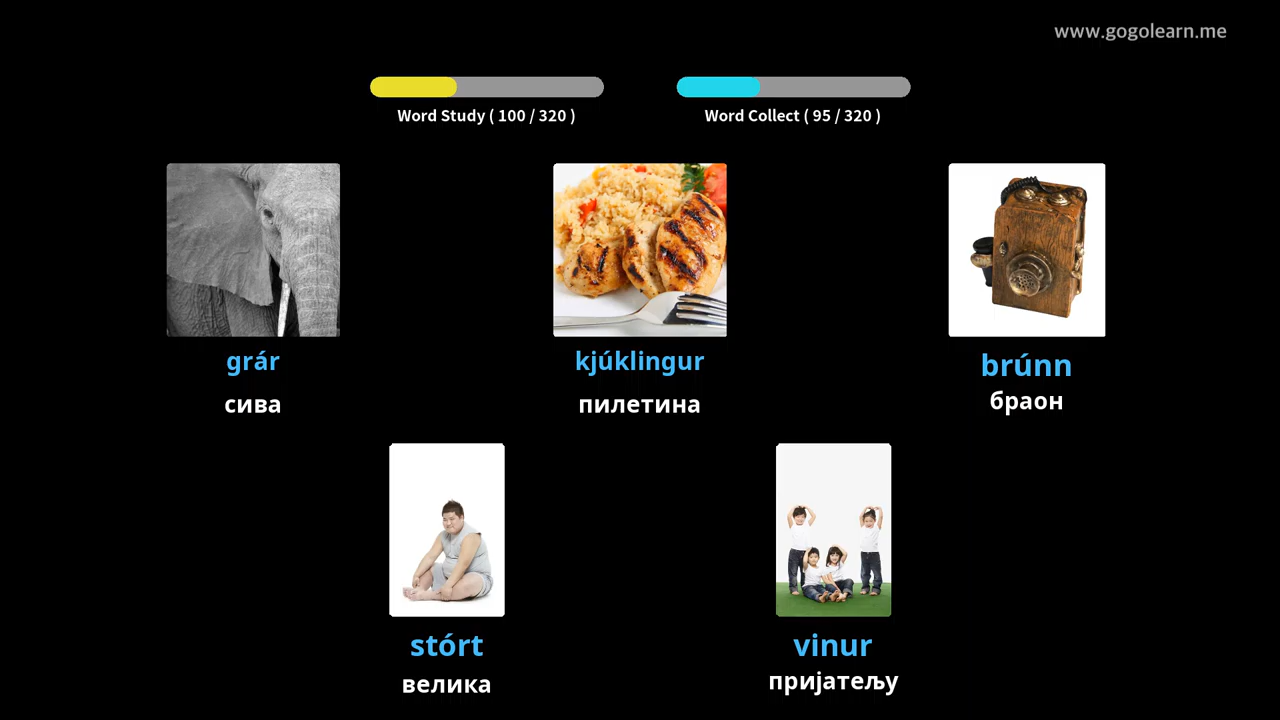 www.gogolearn.me
Word Study ( 100 / 320 )
Word Collect ( 95 / 320 )
grár
сива
kjúklingur
пилетина
brúnn
браон
stórt
велика
vinur
пријатељу